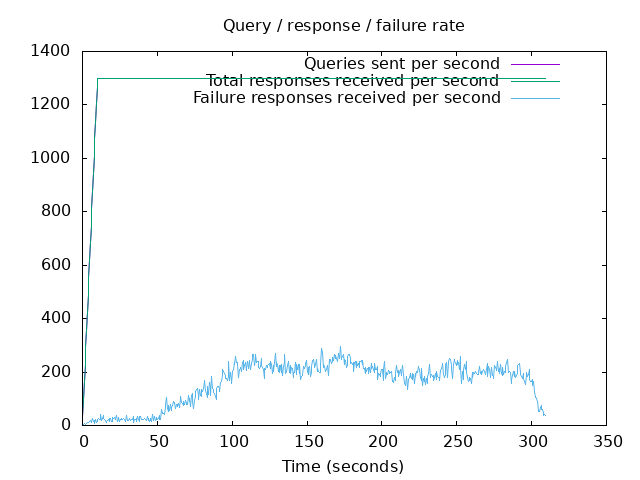 Query / response / failure rate
1400
1200
1000
800
600
400
200
0
Queries sent per second
Total responses received per second
Failure responses received per second
0 50 100 150 200 250 300 350
Time (seconds)